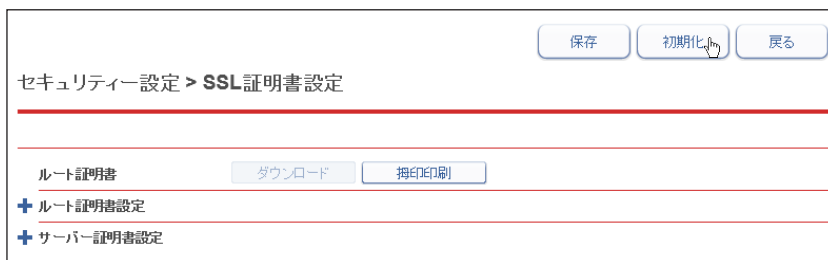 保存 初期化 戻る
セキュリティー設定 > SSL証明書設定
ルート証明書 ダウンロード 拇印印刷
ルート証明書設定
サーバー証明書設定